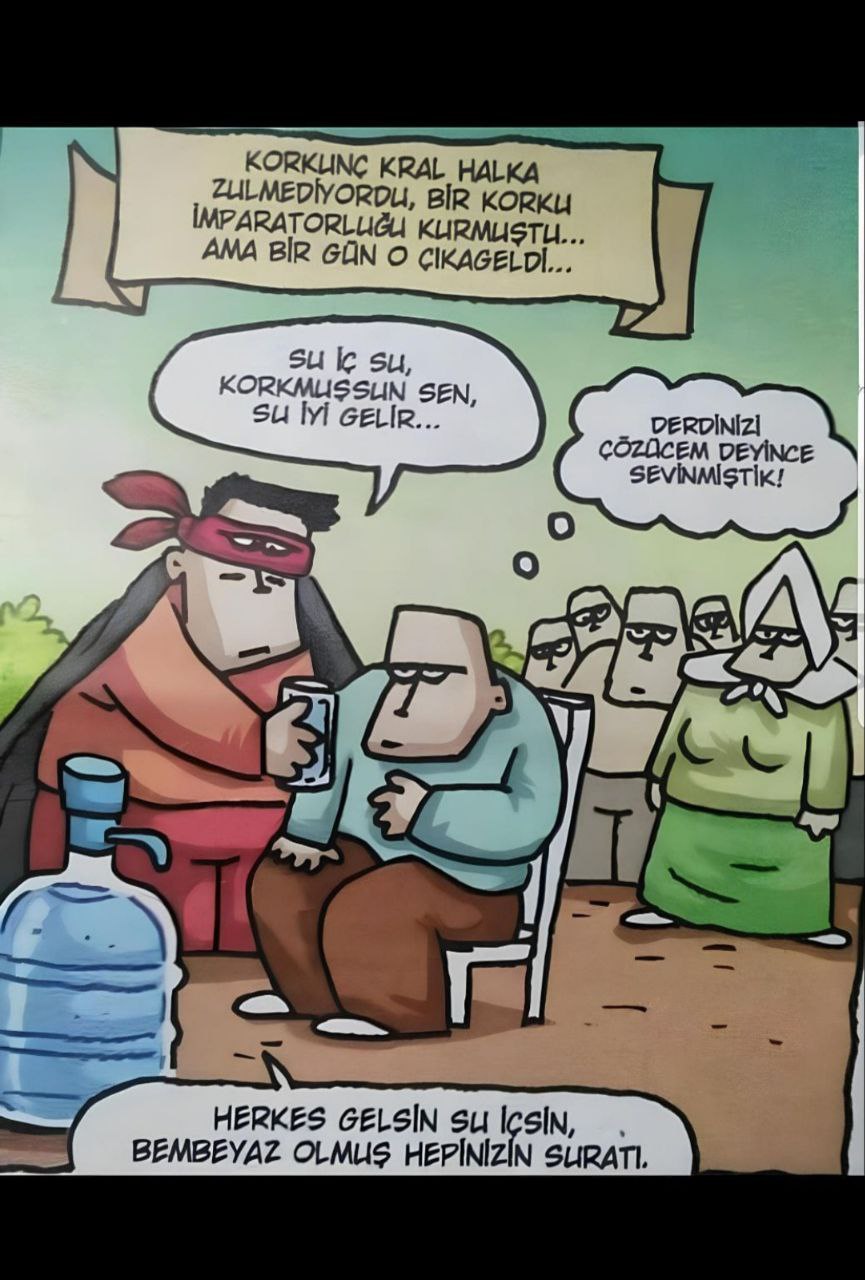 KORKUNÇ KRAL HALKA
ZULMEDİYORDU, BİR KORKU
İMPARATORLUĞU KURMUŞTU...
AMA BİR GÜN O ÇIKAGELDİ...
SU İÇ SU,
KORKMUŞSUN SEN,
SU İYİ GELİR...
DERDİNİZİ
ÇÖZÜCEM DEYİNCE
SEVİNMİŞTİK!
HERKES GELSİN SU İÇSİN,
BEMBEYAZ OLMUŞ HEPİNİZİN SURATI.